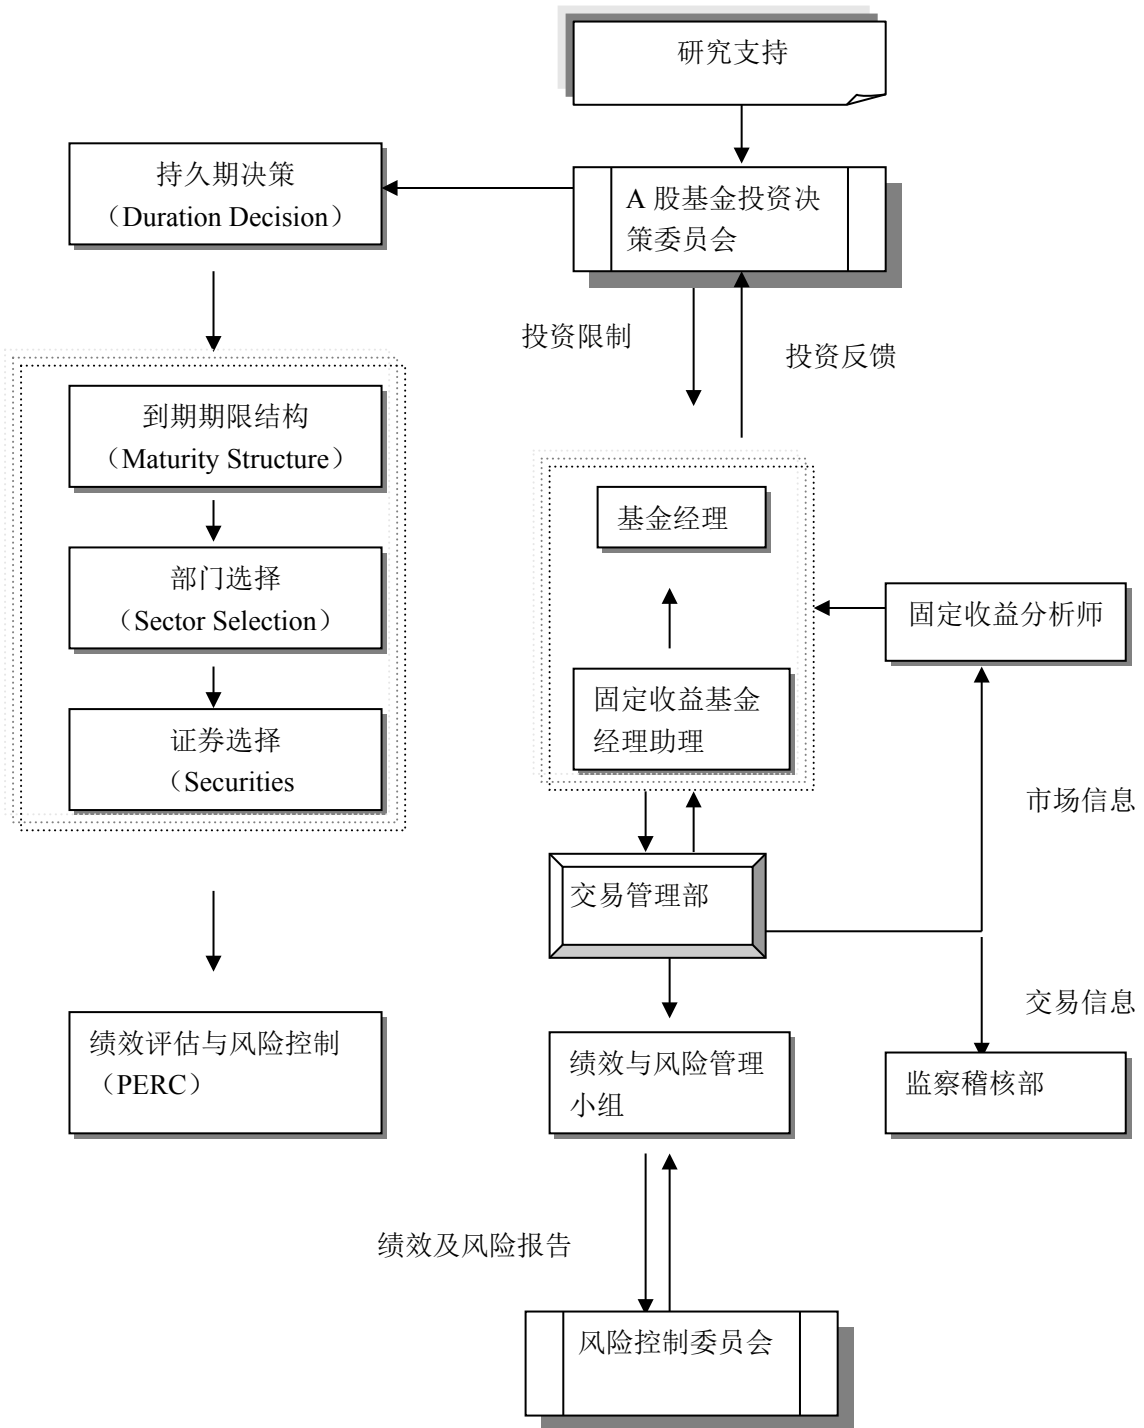 研究支持
持久期决策
（Duration Decision）
A 股基金投资决
策委员会
投资限制
投资反馈
到期期限结构
（Maturity Structure）
基金经理
部门选择
（Sector Selection）
固定收益分析师
固定收益基金
经理助理
证券选择
（Securities
市场信息
交易管理部
交易信息
绩效评估与风险控制
（PERC）
绩效与风险管理
小组
监察稽核部
绩效及风险报告
风险控制委员会